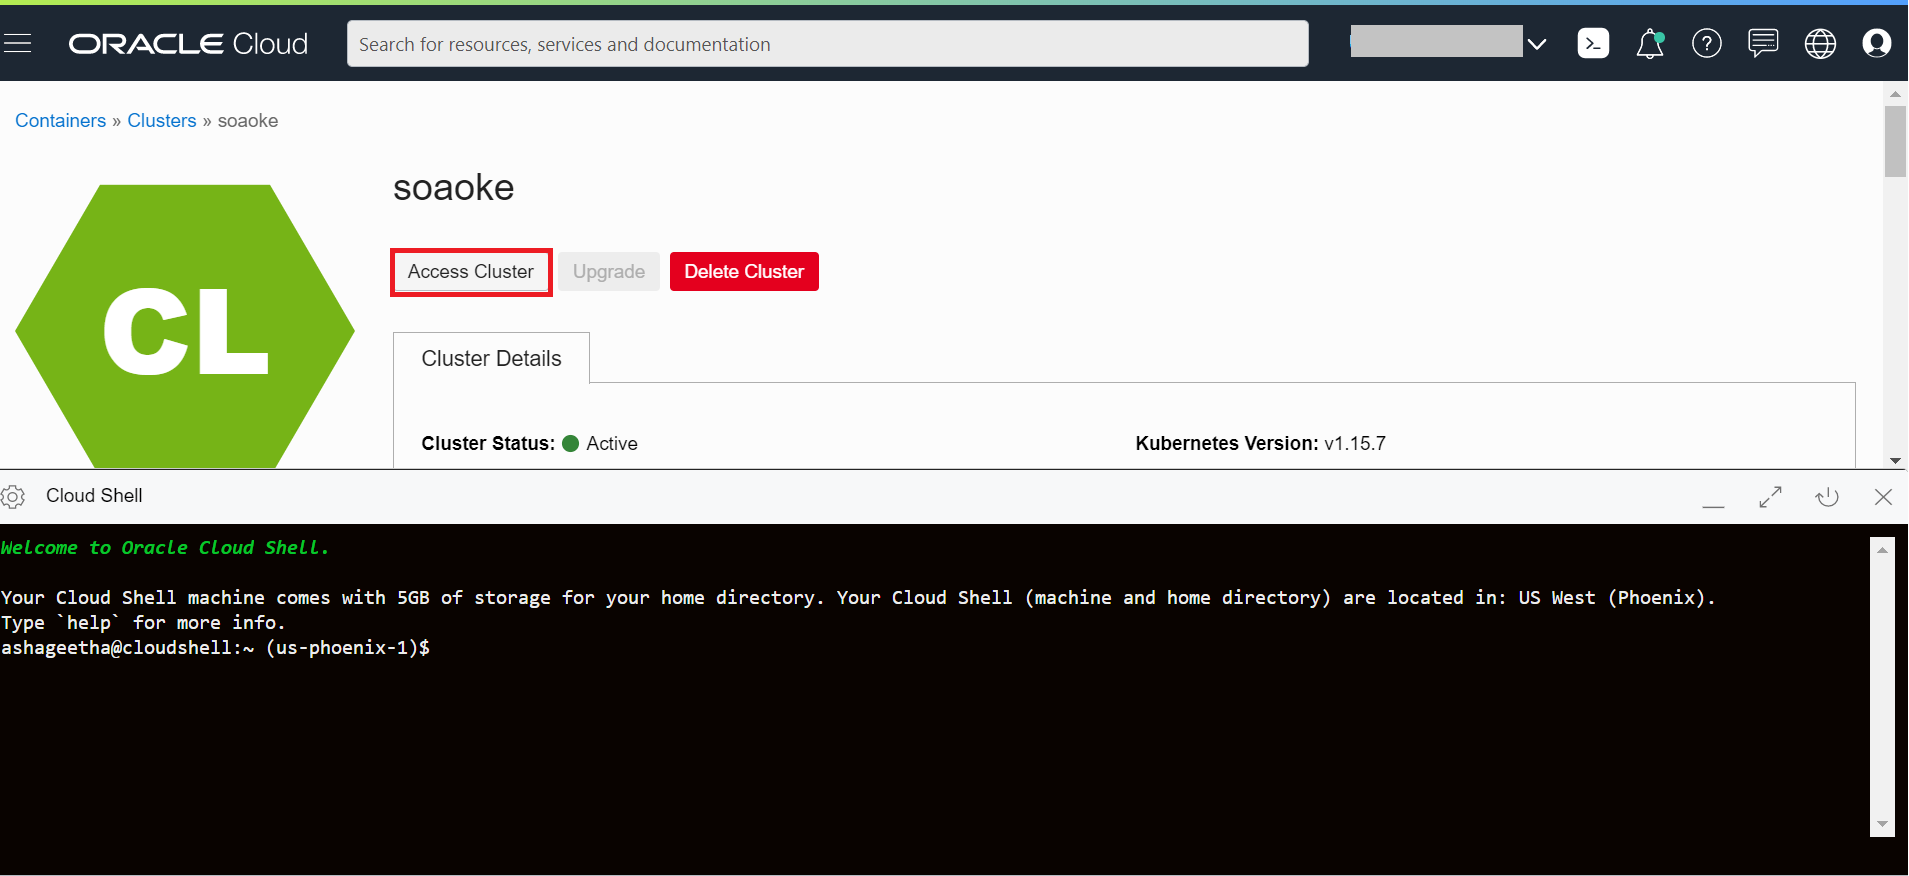 ORACLE Cloud
Search for resources, services and documentation
Containers » Clusters » soaoke
soaoke
CL
Access Cluster
Upgrade
Delete Cluster
Cluster Details
Cluster Status: Active
Kubernetes Version: v1.15.7
Cloud Shell
Welcome to Oracle Cloud Shell.
Your Cloud Shell machine comes with 5GB of storage for your home directory. Your Cloud Shell (machine and home directory) are located in: US West (Phoenix).
Type `help` for more info.
ashageetha@cloudshell:~ (us-phoenix-1)$